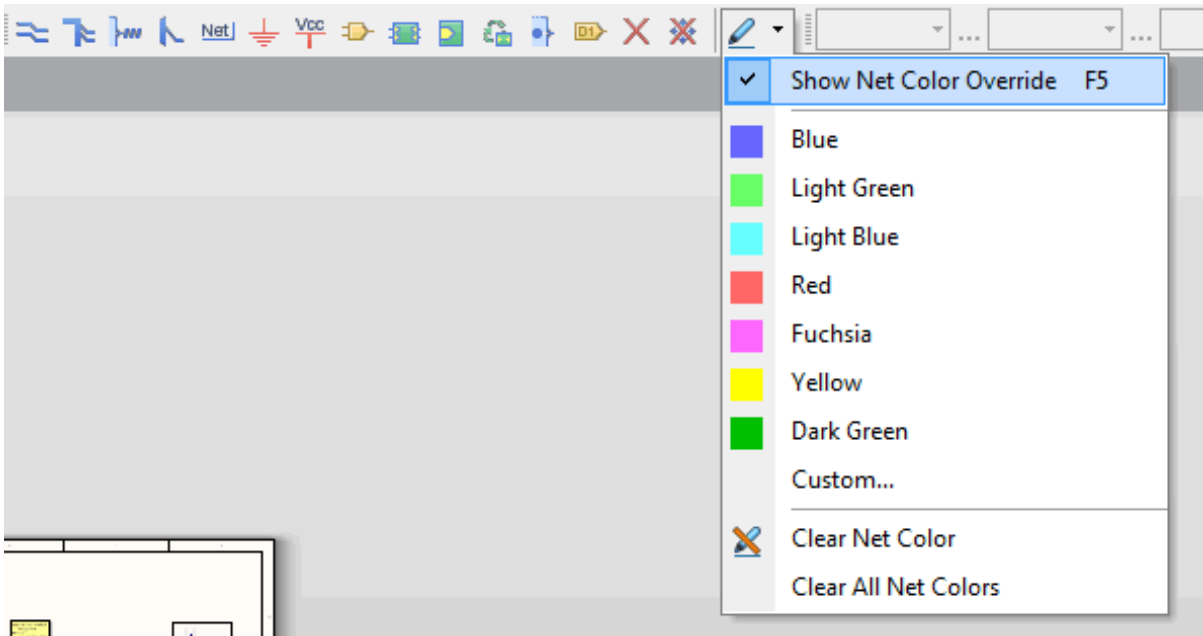 Net
Vcc
D1
...
...
Show Net Color Override F5
Blue
Light Green
Light Blue
Red
Fuchsia
Yellow
Dark Green
Custom...
Clear Net Color
Clear All Net Colors